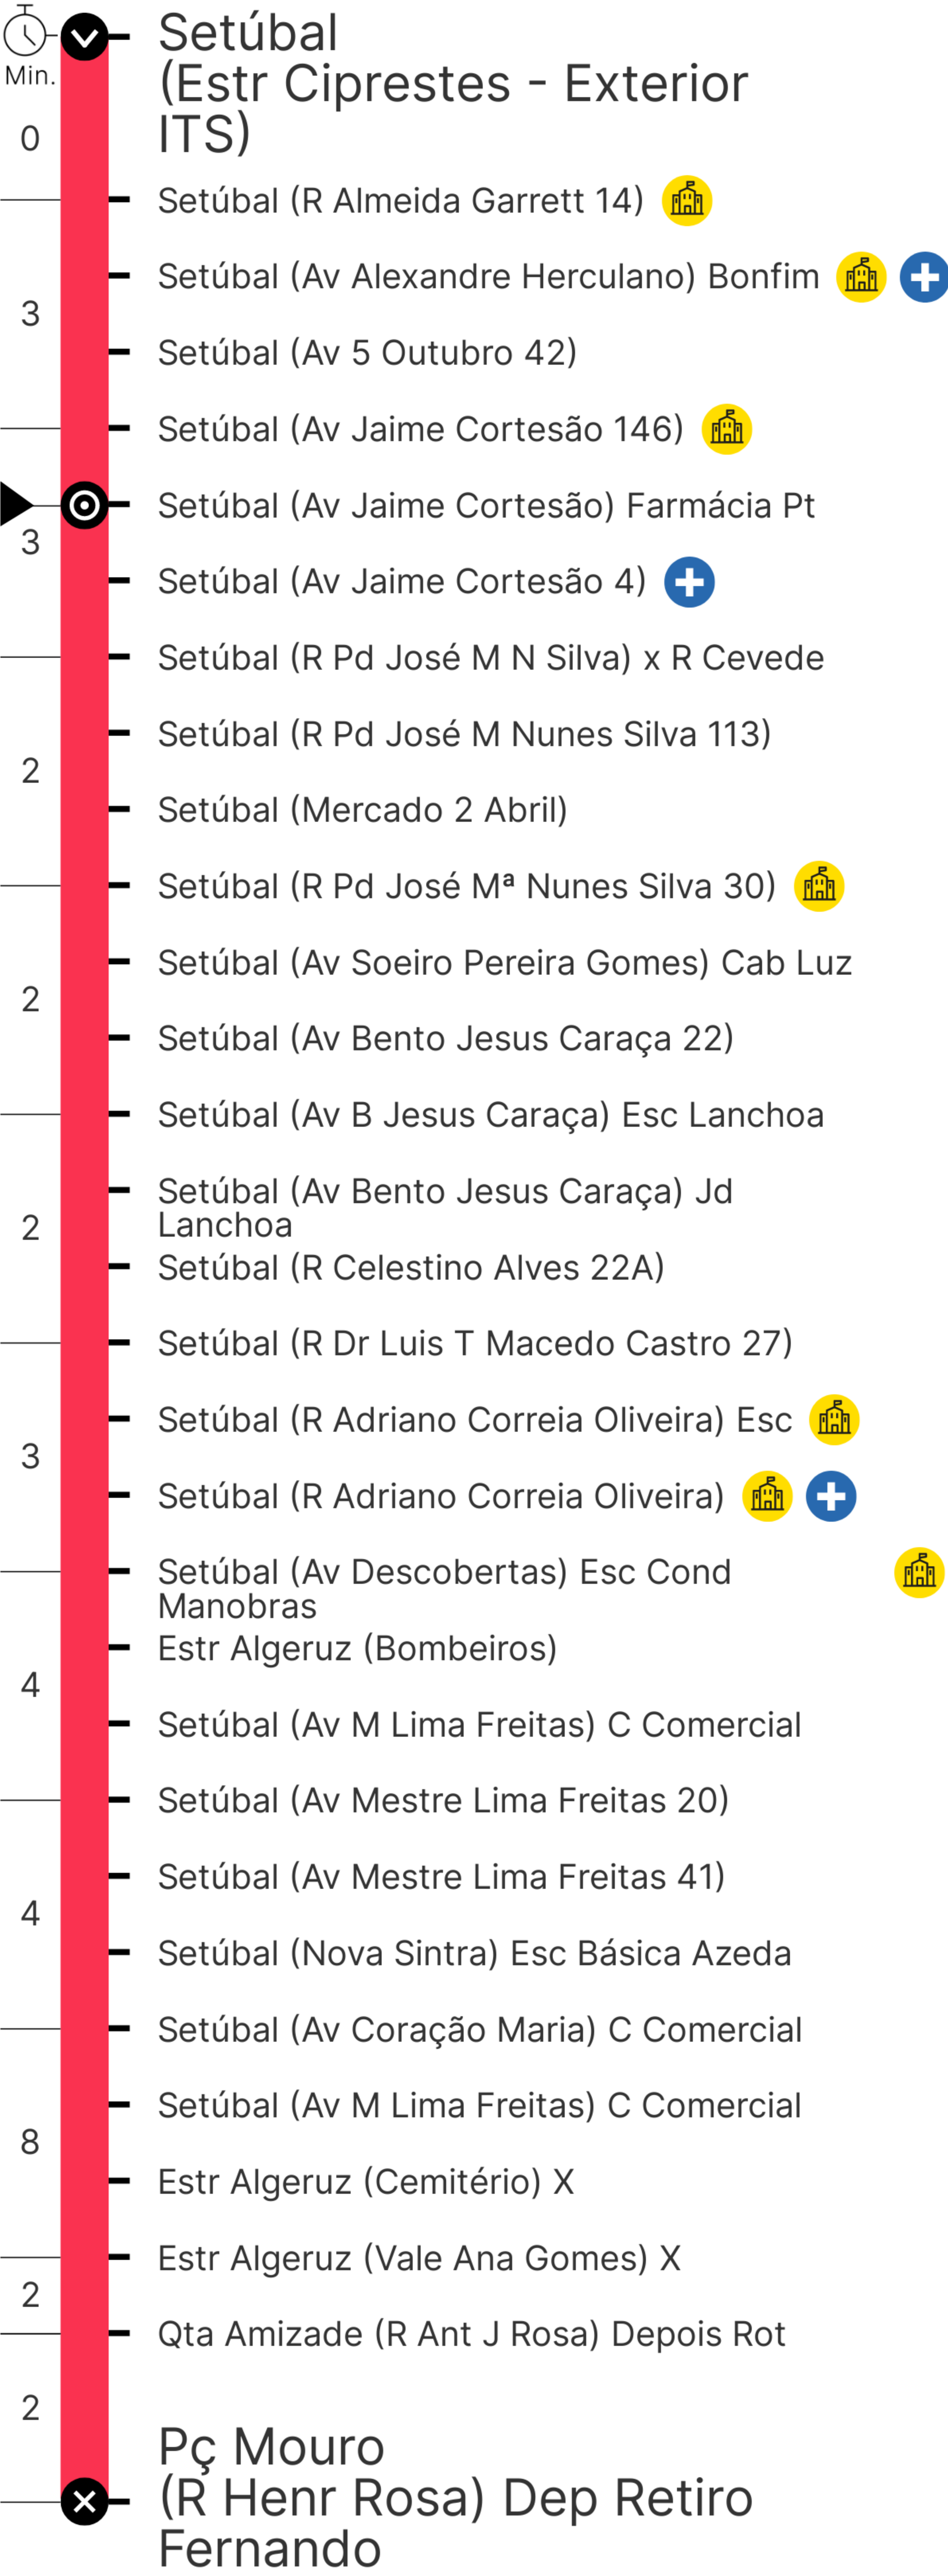 Setúbal
(Estr Ciprestes - Exterior
ITS)
Min.
0
Setúbal (R Almeida Garrett 14)
Setúbal (Av Alexandre Herculano) Bonfim
3
Setúbal (Av 5 Outubro 42)
Setúbal (Av Jaime Cortesão 146)
Setúbal (Av Jaime Cortesão) Farmácia Pt
3
Setúbal (Av Jaime Cortesão 4)
Setúbal (R Pd José M N Silva) x R Cevede
Setúbal (R Pd José M Nunes Silva 113)
2
Setúbal (Mercado 2 Abril)
Setúbal (R Pd José Mª Nunes Silva 30)
Setúbal (Av Soeiro Pereira Gomes) Cab Luz
2
Setúbal (Av Bento Jesus Caraça 22)
Setúbal (Av B Jesus Caraça) Esc Lanchoa
Setúbal (Av Bento Jesus Caraça) Jd
Lanchoa
2
Setúbal (R Celestino Alves 22A)
Setúbal (R Dr Luis T Macedo Castro 27)
Setúbal (R Adriano Correia Oliveira) Esc
3
Setúbal (R Adriano Correia Oliveira)
Setúbal (Av Descobertas) Esc Cond
Manobras
Estr Algeruz (Bombeiros)
4
Setúbal (Av M Lima Freitas) C Comercial
Setúbal (Av Mestre Lima Freitas 20)
Setúbal (Av Mestre Lima Freitas 41)
4
Setúbal (Nova Sintra) Esc Básica Azeda
Setúbal (Av Coração Maria) C Comercial
Setúbal (Av M Lima Freitas) C Comercial
8
Estr Algeruz (Cemitério) X
Estr Algeruz (Vale Ana Gomes) X
2
Qta Amizade (R Ant J Rosa) Depois Rot
2
Pç Mouro
(R Henr Rosa) Dep Retiro
Fernando